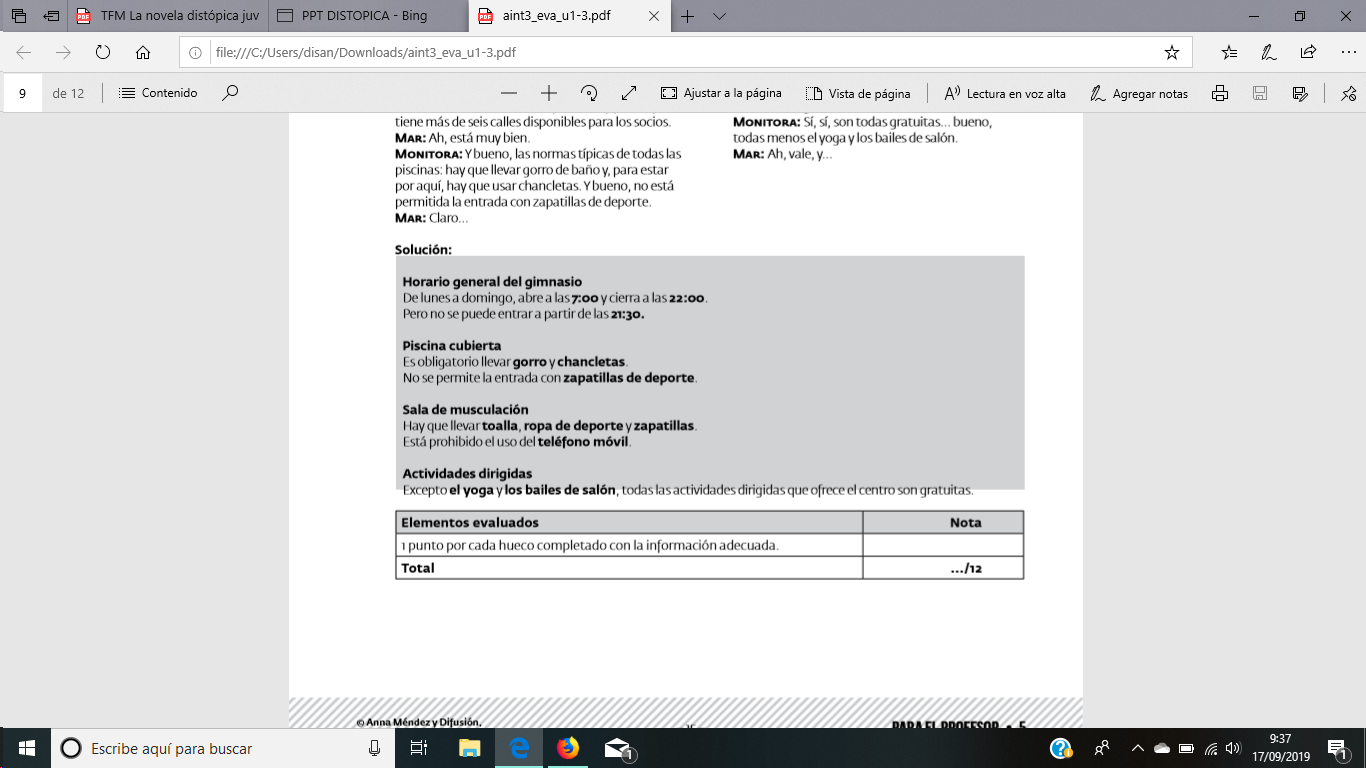 TFM La novela distópica juv
PPT DISTOPICA - Bing
aint3_eva_u1-3.pdf
file:///C:/Users/disan/Downloads/aint3_eva_u1-3.pdf
9 de 12
Contenido
Ajustar a la página
Vista de página
Lectura en voz alta
Agregar notas
tiene más de seis calles disponibles para los socios.
MAR: Ah, está muy bien.
MONITORA: Y bueno, las normas típicas de todas las
piscinas: hay que llevar gorro de baño y, para estar
por aquí, hay que usar chancletas. Y bueno, no está
permitida la entrada con zapatillas de deporte.
MAR: Claro...
MONITORA: Sí, sí, son todas gratuitas... bueno,
todas menos el yoga y los bailes de salón.
MAR: Ah, vale, y...
Solución:
Horario general del gimnasio
De lunes a domingo, abre a las 7:00 y cierra a las 22:00.
Pero no se puede entrar a partir de las 21:30.
Piscina cubierta
Es obligatorio llevar gorro y chancletas.
No se permite la entrada con zapatillas de deporte.
Sala de musculación
Hay que llevar toalla, ropa de deporte y zapatillas.
Está prohibido el uso del teléfono móvil.
Actividades dirigidas
Excepto el yoga y los bailes de salón, todas las actividades dirigidas que ofrece el centro son gratuitas.
Elementos evaluados Nota
1 punto por cada hueco completado con la información adecuada.
Total .../12
© Anna Méndez y Difusión,
PARA EL PROFESOR • 5
Escribe aquí para buscar
9:37
17/09/2019